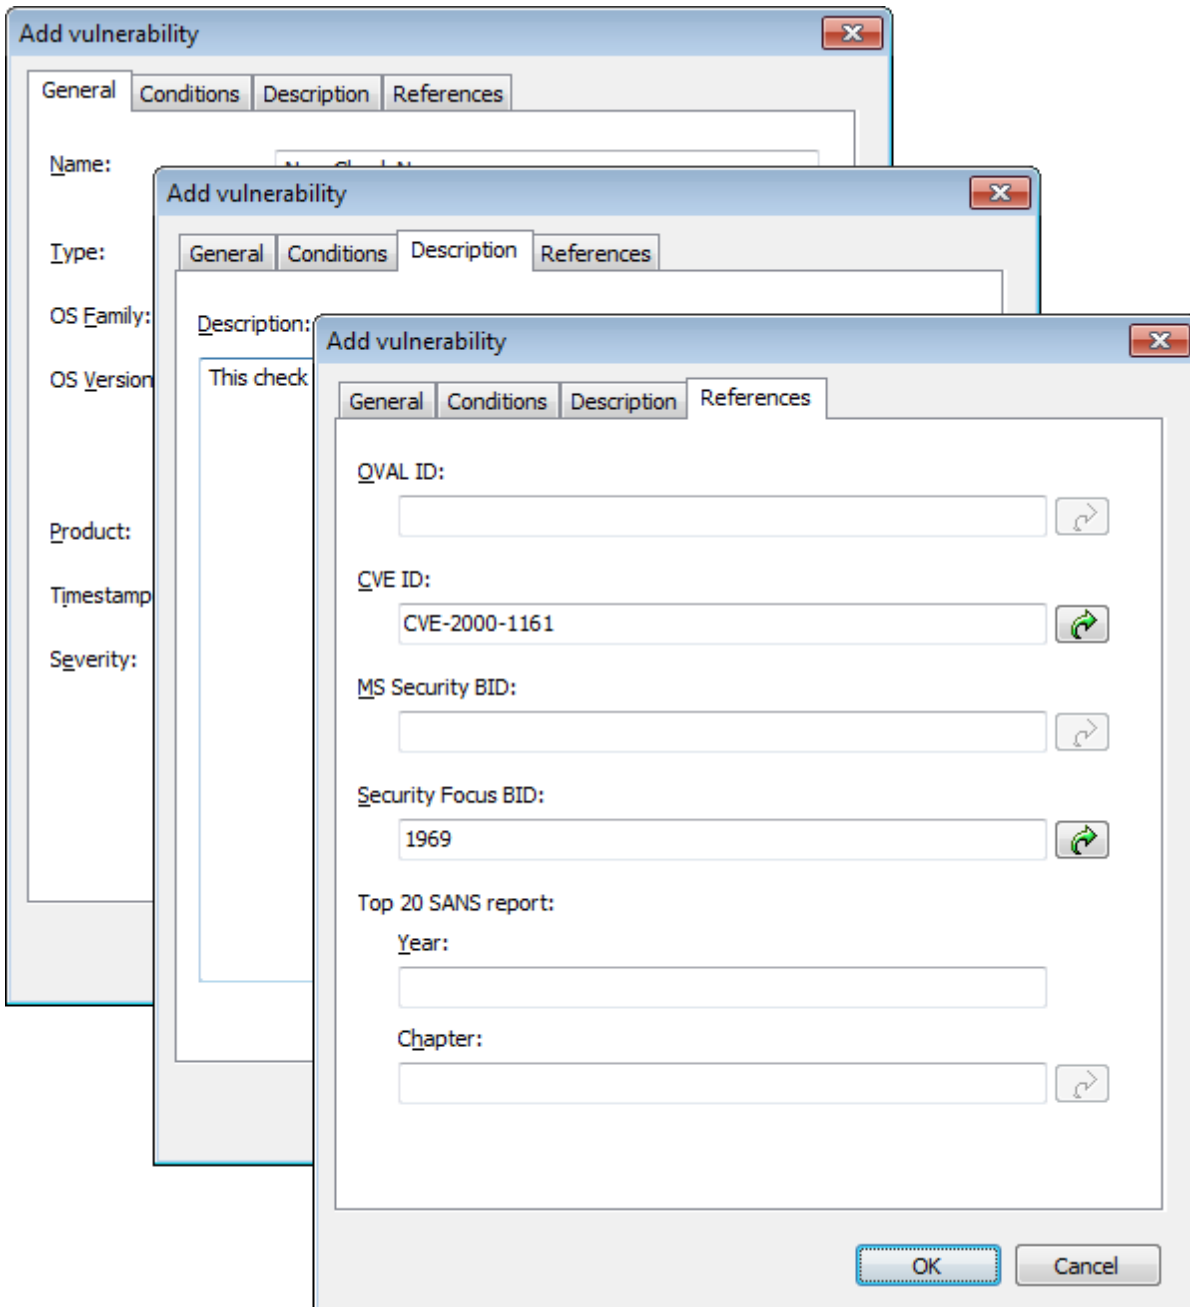 Add vulnerability
General Conditions Description References
Name:
Type:
OS Family:
OS Version
Product:
Timestamp
Severity:
Add vulnerability
General Conditions Description References
Description:
This check
Add vulnerability
General Conditions Description References
OVAL ID:
CVE ID:
CVE-2000-1161
MS Security BID:
Security Focus BID:
1969
Top 20 SANS report:
Year:
Chapter:
OK Cancel